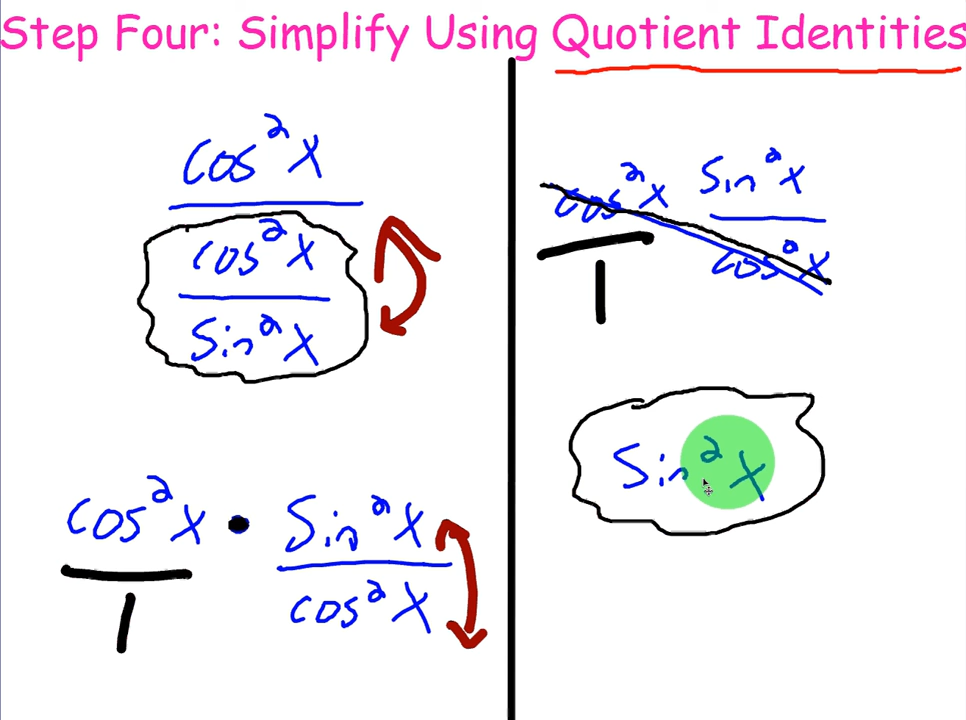 Step Four: Simplify Using Quotient Identities
cos²x
cos²x
sin²x
cos²x • sin²x
1 cos²x
cos²x sin²x
1 cos²x
sin²x